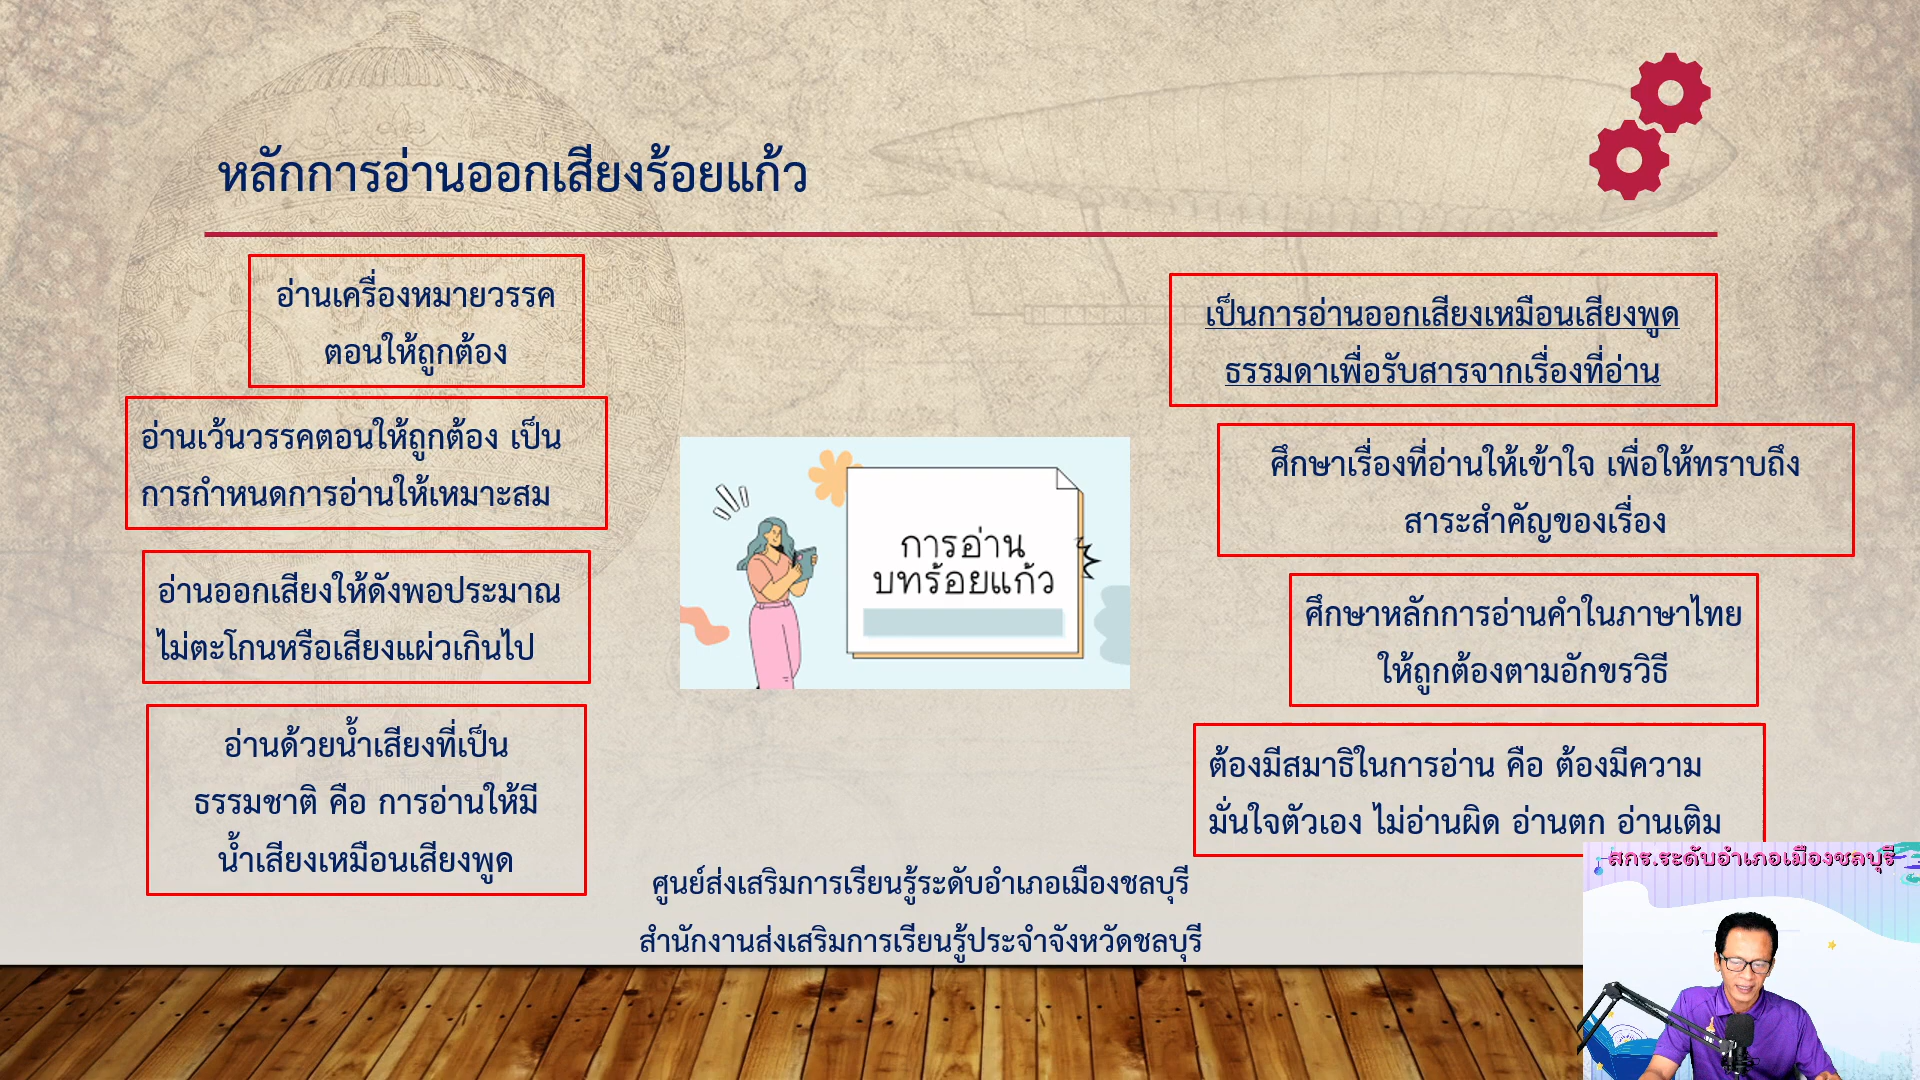 หลักการอ่านออกเสียงร้อยแก้ว
อ่านเครื่องหมายวรรค
ตอนให้ถูกต้อง
อ่านเว้นวรรคตอนให้ถูกต้อง เป็น
การกำหนดการอ่านให้เหมาะสม
อ่านออกเสียงให้ดังพอประมาณ
ไม่ตะโกนหรือเสียงแผ่วเกินไป
อ่านด้วยน้ำเสียงที่เป็น
ธรรมชาติ คือ การอ่านให้มี
น้ำเสียงเหมือนเสียงพูด
การอ่าน
บทร้อยแก้ว
เป็นการอ่านออกเสียงเหมือนเสียงพูด
ธรรมดาเพื่อรับสารจากเรื่องที่อ่าน
ศึกษาเรื่องที่อ่านให้เข้าใจ เพื่อให้ทราบถึง
สาระสำคัญของเรื่อง
ศึกษาหลักการอ่านคำในภาษาไทย
ให้ถูกต้องตามอักขรวิธี
ต้องมีสมาธิในการอ่าน คือ ต้องมีความ
มั่นใจตัวเอง ไม่อ่านผิด อ่านตก อ่านเติม
ศูนย์ส่งเสริมการเรียนรู้ระดับอำเภอเมืองชลบุรี
สำนักงานส่งเสริมการเรียนรู้ประจำจังหวัดชลบุรี
สกร.ระดับอำเภอเมืองชลบุรี